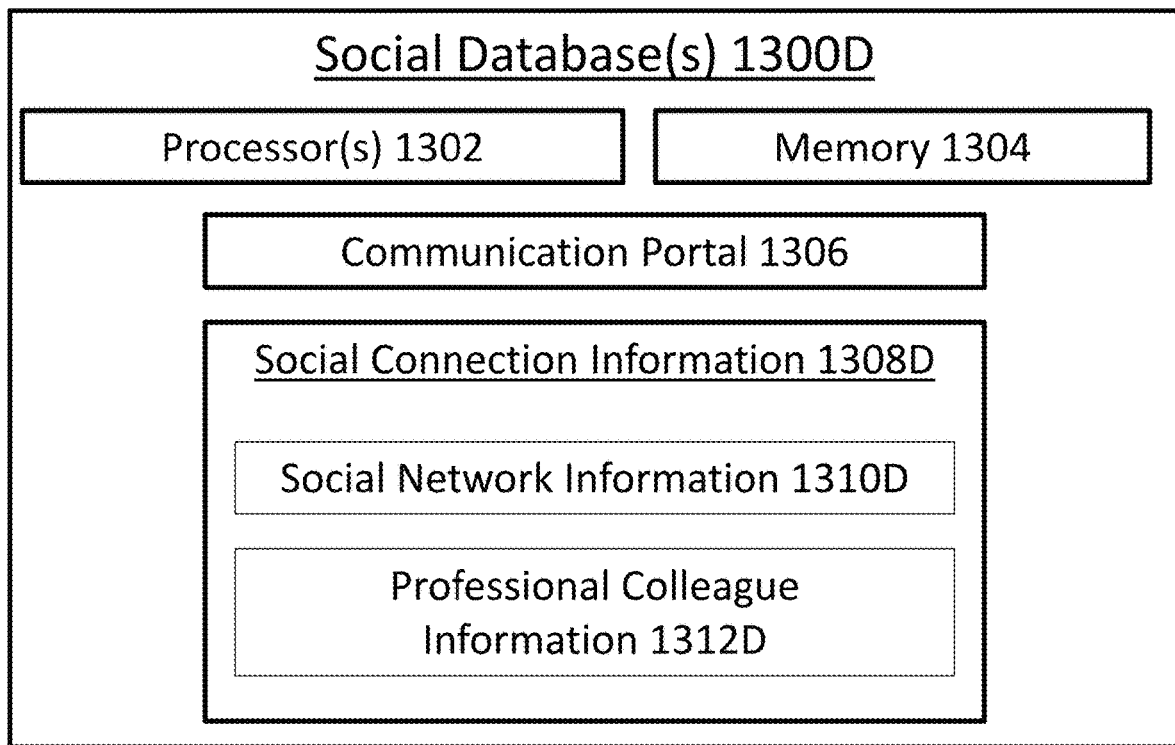 Social Database(s) 1300D
Processor(s) 1302
Memory 1304
Communication Portal 1306
Social Connection Information 1308D
Social Network Information 1310D
Professional Colleague
Information 1312D